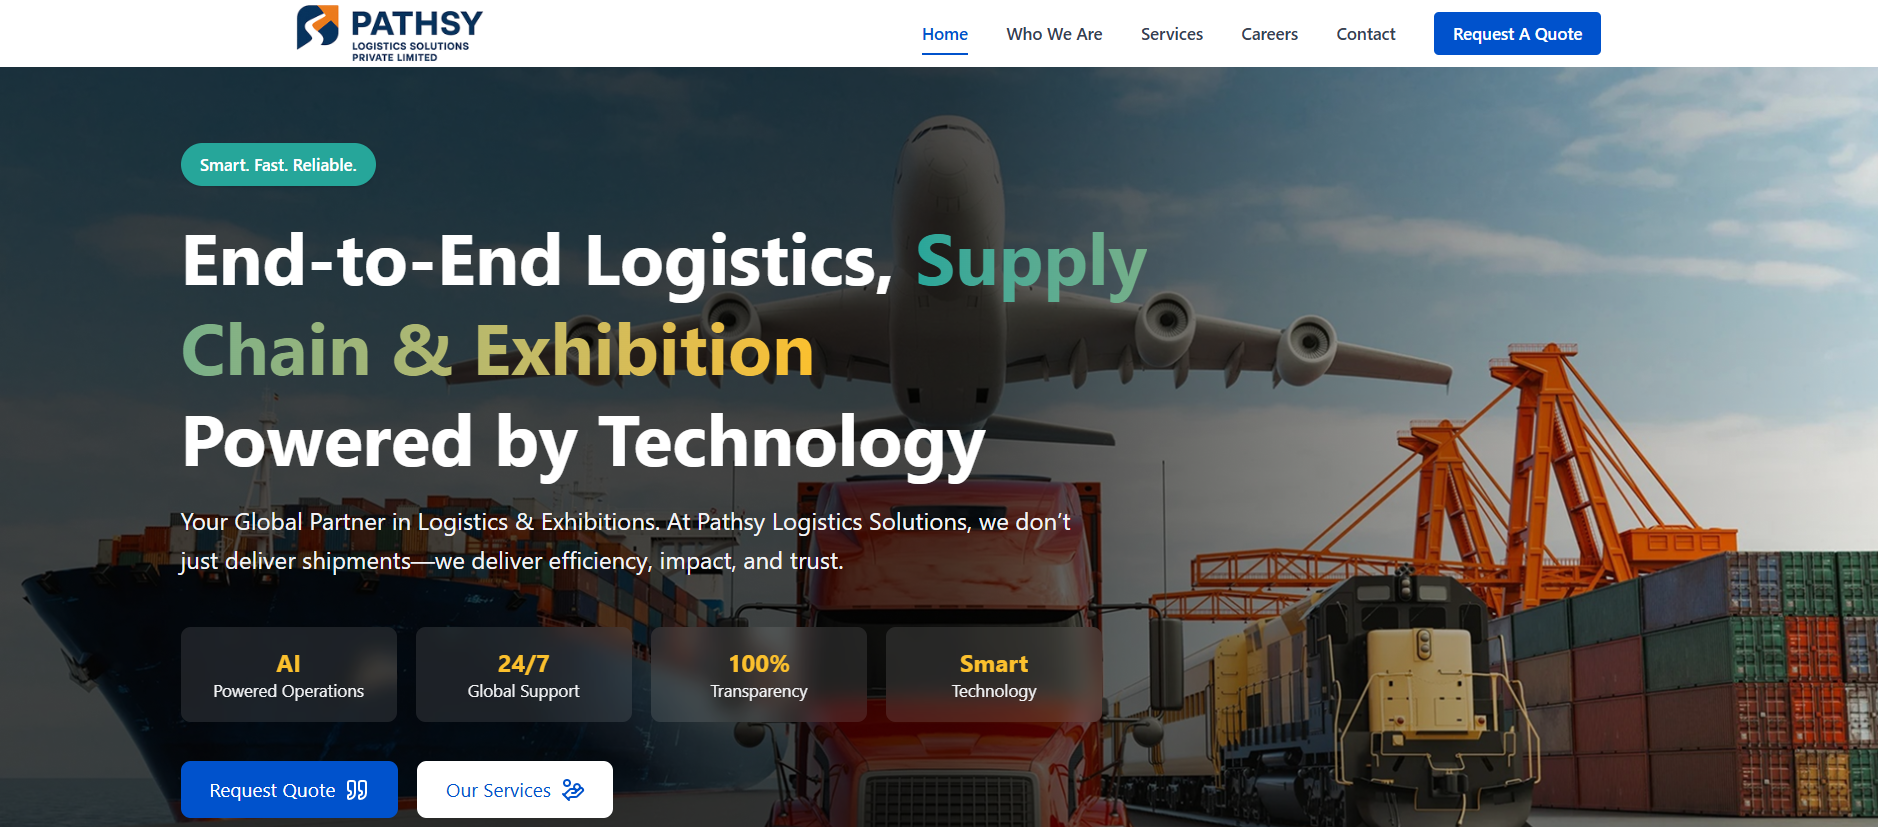 PATHSY
LOGISTICS SOLUTIONS
PRIVATE LIMITED
Home
Who We Are
Services
Careers
Contact
Request A Quote
Smart. Fast. Reliable.
End-to-End Logistics, Supply
Chain & Exhibition
Powered by Technology
Your Global Partner in Logistics & Exhibitions. At Pathsy Logistics Solutions, we don’t
just deliver shipments—we deliver efficiency, impact, and trust.
AI
Powered Operations
24/7
Global Support
100%
Transparency
Smart
Technology
Request Quote
Our Services